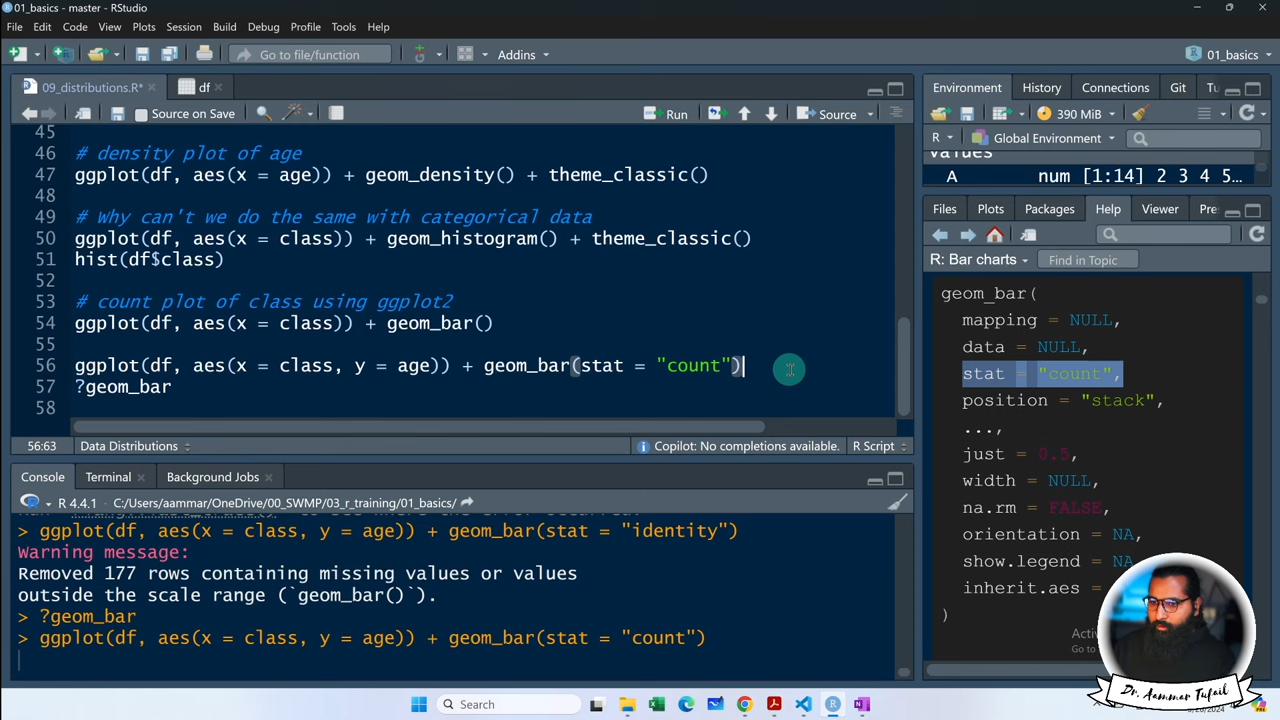 01_basics - master - RStudio
File Edit Code View Plots Session Build Debug Profile Tools Help
Go to file/function Addins 01_basics
09_distributions.R* df
Source on Save Run Source
45
46 # density plot of age
47 ggplot(df, aes(x = age)) + geom_density() + theme_classic()
48
49 # Why can't we do the same with categorical data
50 ggplot(df, aes(x = class)) + geom_histogram() + theme_classic()
51 hist(df$class)
52
53 # count plot of class using ggplot2
54 ggplot(df, aes(x = class)) + geom_bar()
55
56 ggplot(df, aes(x = class, y = age)) + geom_bar(stat = "count")
57 ?geom_bar
58
56:63 Data Distributions Copilot: No completions available. R Script
Console Terminal Background Jobs
R 4.4.1 · C:/Users/aammar/OneDrive/00_SWMP/03_r_training/01_basics/
> ggplot(df, aes(x = class, y = age)) + geom_bar(stat = "identity")
Warning message:
Removed 177 rows containing missing values or values
outside the scale range (`geom_bar()`).
> ?geom_bar
> ggplot(df, aes(x = class, y = age)) + geom_bar(stat = "count")
Environment History Connections Git Tu
390 MiB
R Global Environment
Values
A num [1:14] 2 3 4 5…
Files Plots Packages Help Viewer Pre
R: Bar charts Find in Topic
geom_bar(
mapping = NULL,
data = NULL,
stat = "count",
position = "stack",
...,
just = 0.5,
width = NULL,
na.rm = FALSE,
orientation = NA,
show.legend = NA
inherit.aes =
)
Dr. Aammar Tufail
Search